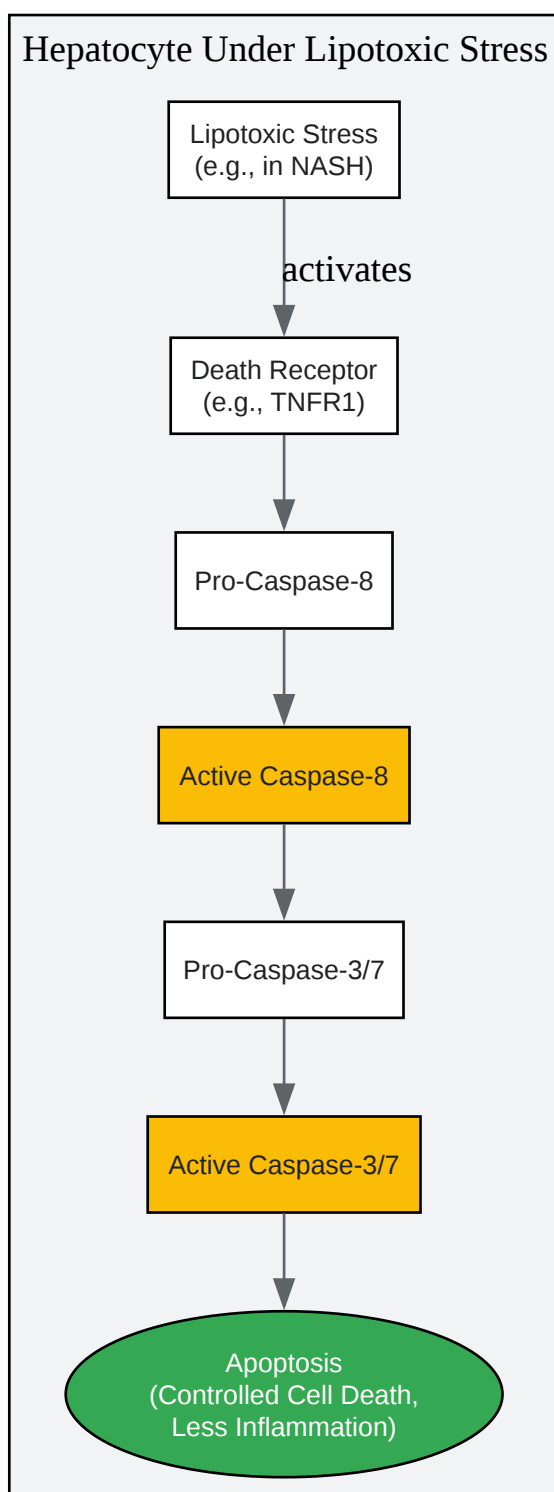 Hepatocyte Under Lipotoxic Stress
Lipotoxic Stress
(e.g., in NASH)
activates
Death Receptor
(e.g., TNFR1)
Pro-Caspase-8
Active Caspase-8
Pro-Caspase-3/7
Active Caspase-3/7
Apoptosis
(Controlled Cell Death,
Less Inflammation)